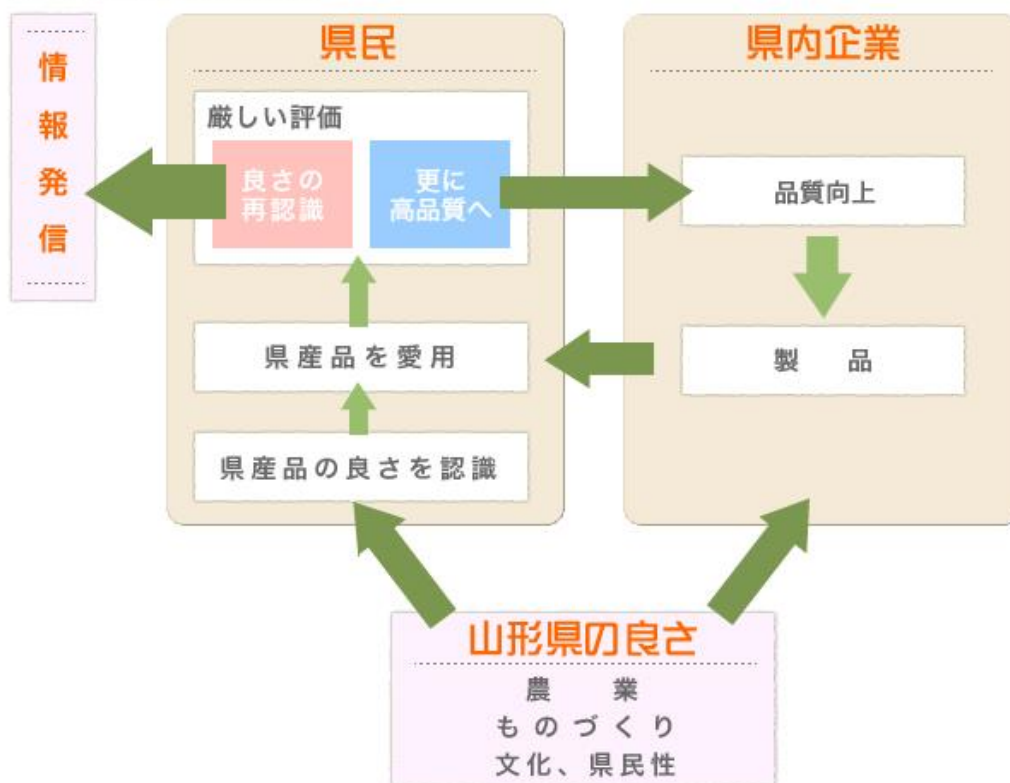 情報発信
県民
厳しい評価
良さの
再認識
更に
高品質へ
県産品を愛用
県産品の良さを認識
県内企業
品質向上
製品
山形県の良さ
農業
ものづくり
文化、県民性